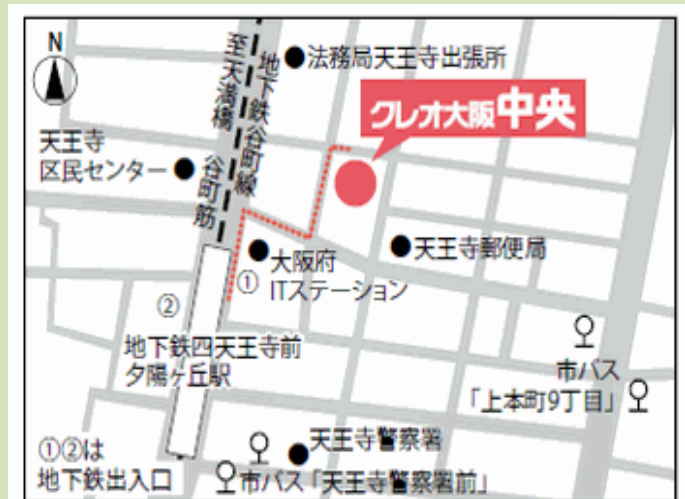 N
至天満橋
地下鉄谷町線
谷町筋
●法務局天王寺出張所
クレオ大阪中央
天王寺
区民センター●
●天王寺郵便局
●大阪府
ITステーション
①
②
地下鉄四天王寺前
夕陽ヶ丘駅
市バス
「上本町9丁目」
①②は
地下鉄出入口
●天王寺警察署
市バス「天王寺警察署前」